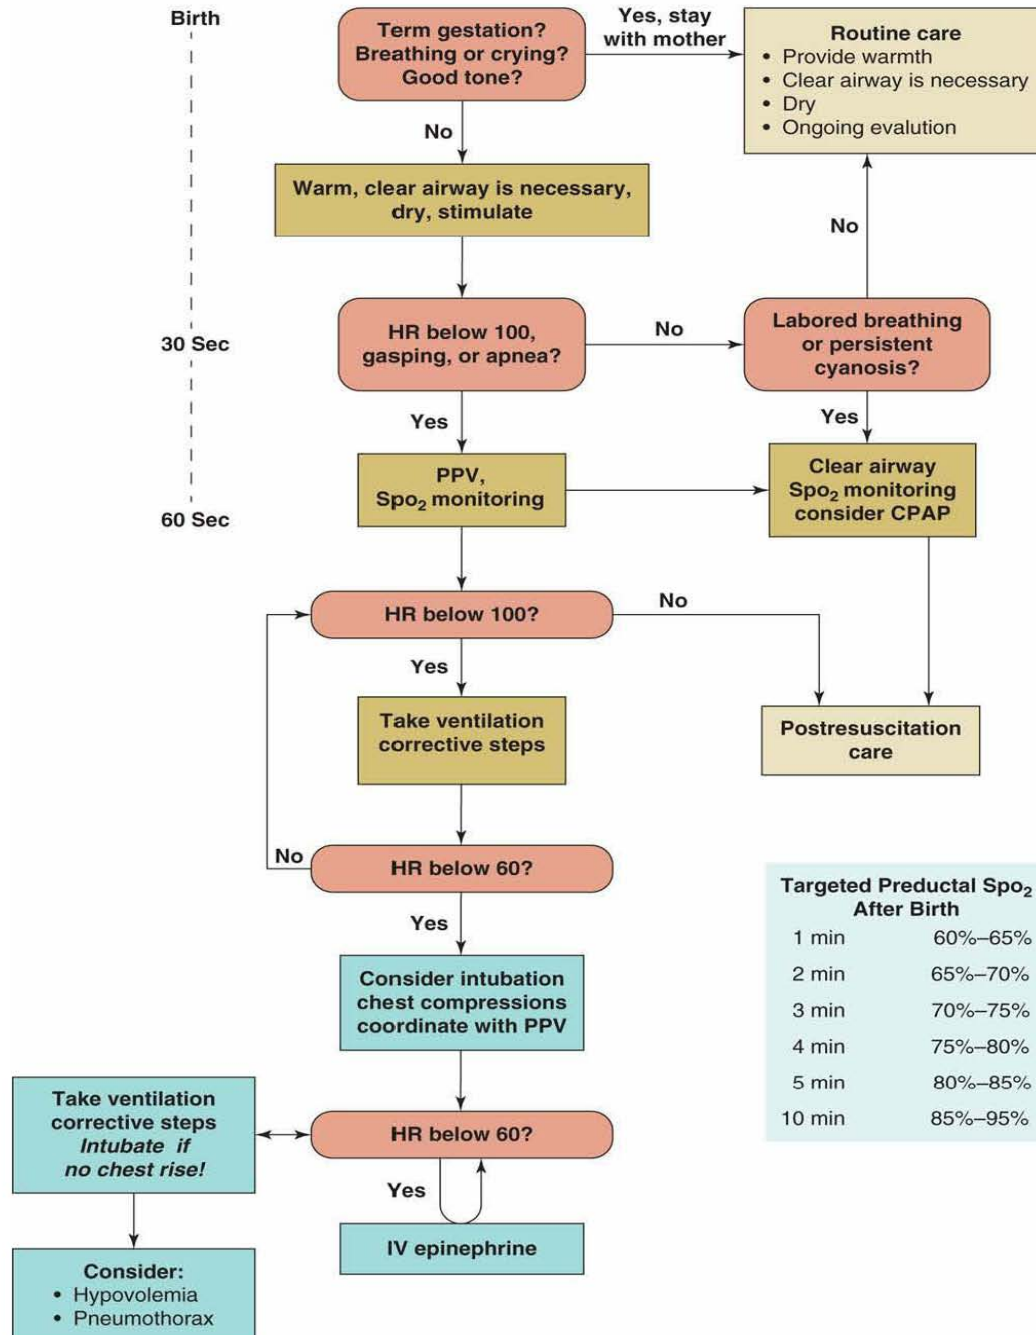 Birth
Term gestation?
Breathing or crying?
Good tone?
Yes, stay
with mother
Routine care
• Provide warmth
• Clear airway is necessary
• Dry
• Ongoing evalution
No
Warm, clear airway is necessary,
dry, stimulate
No
30 Sec
HR below 100,
gasping, or apnea?
No
Labored breathing
or persistent
cyanosis?
Yes
Yes
PPV,
Spo₂ monitoring
Clear airway
Spo₂ monitoring
consider CPAP
60 Sec
HR below 100?
No
Yes
Take ventilation
corrective steps
Postresuscitation
care
No
HR below 60?
Yes
Consider intubation
chest compressions
coordinate with PPV
Targeted Preductal Spo₂
After Birth
1 min 60%–65%
2 min 65%–70%
3 min 70%–75%
4 min 75%–80%
5 min 80%–85%
10 min 85%–95%
Take ventilation
corrective steps
Intubate if
no chest rise!
HR below 60?
Yes
IV epinephrine
Consider:
• Hypovolemia
• Pneumothorax